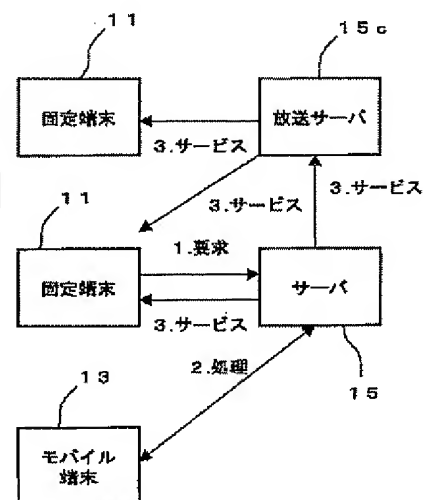 11
15c
固定端末
放送サーバ
3.サービス
3.サービス
3.サービス
11
1.要求
固定端末
サーバ
3.サービス
2.処理
13
15
モバイル
端末